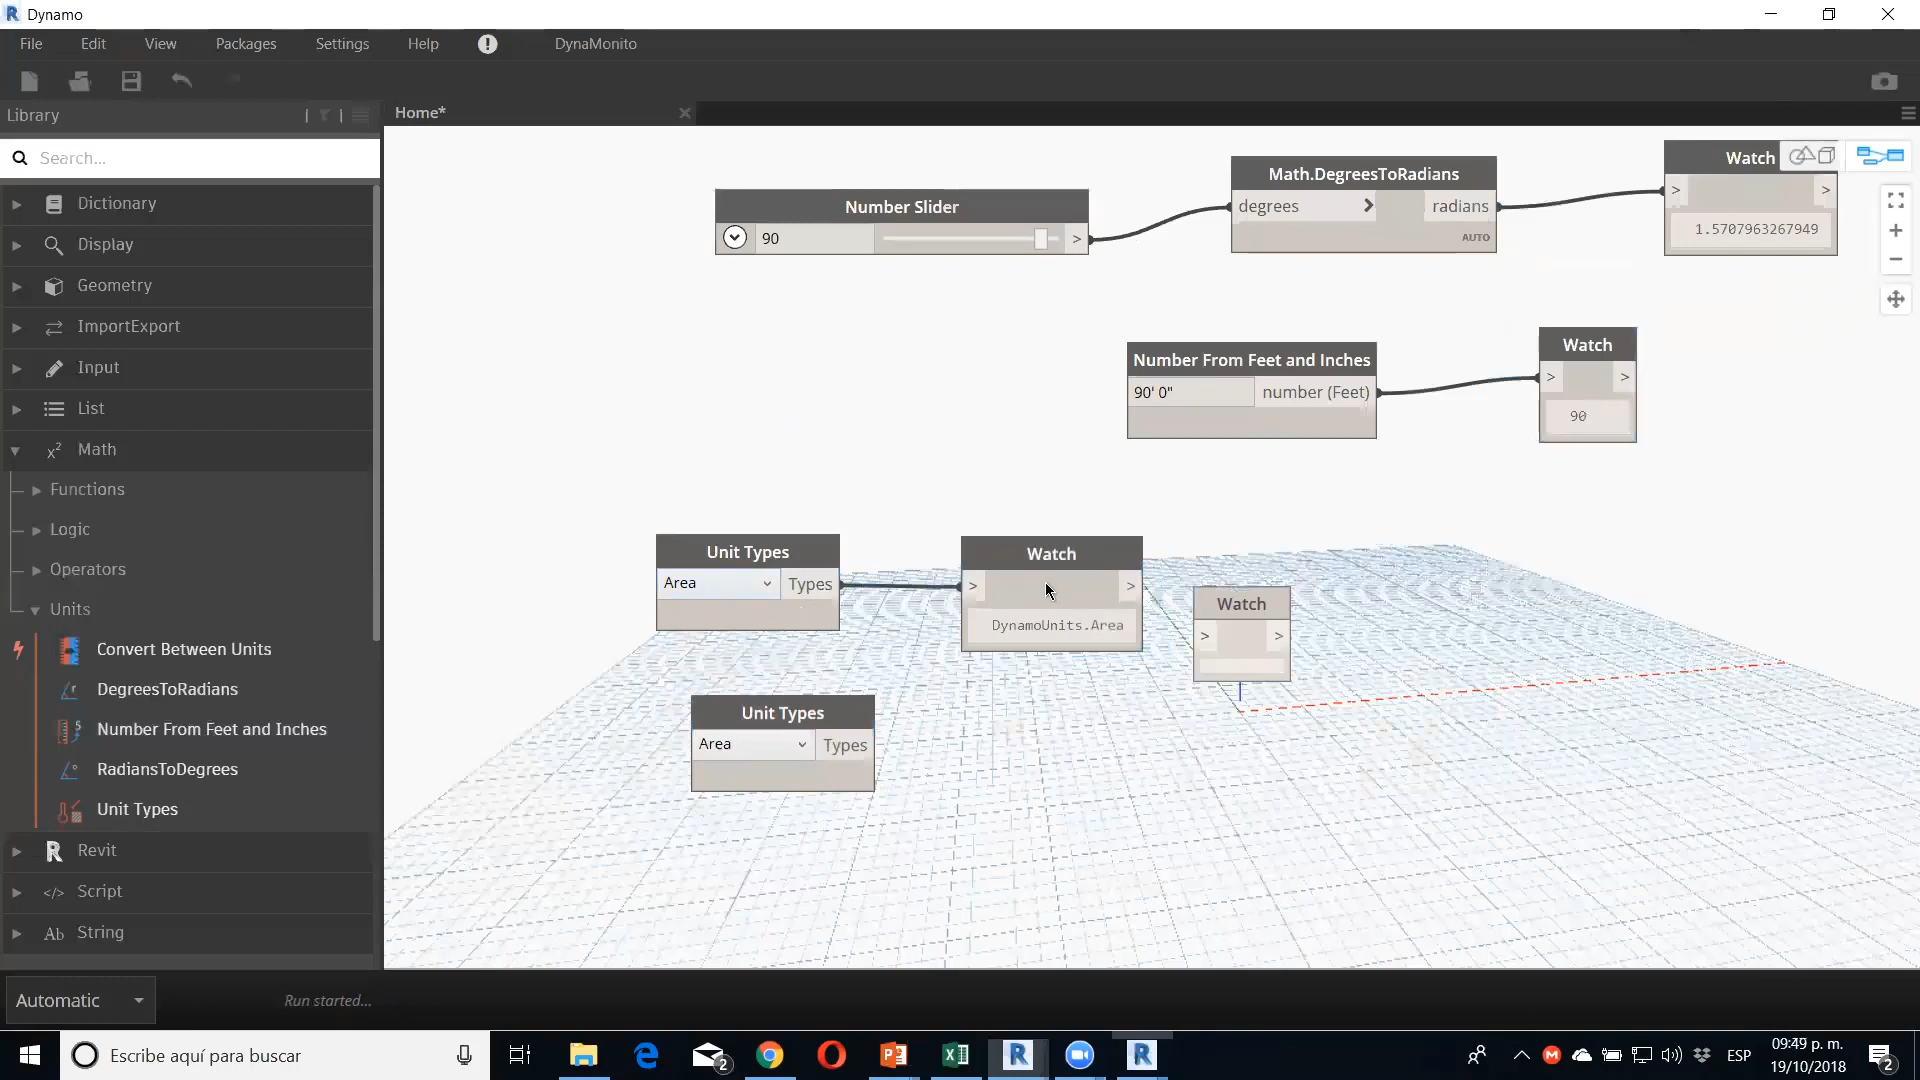 Dynamo
File Edit View Packages Settings Help DynaMonito
Library
Home*
Search...
Dictionary
Display
Geometry
ImportExport
Input
List
Math
Functions
Logic
Operators
Units
Convert Between Units
DegreesToRadians
Number From Feet and Inches
RadiansToDegrees
Unit Types
Revit
Script
Ab String
Number Slider
90 >
Math.DegreesToRadians
degrees > radians
AUTO
Watch
> >
1.5707963267949
Number From Feet and Inches
90' 0" number (Feet)
Watch
> >
90
Unit Types
Area Types
Watch
> >
DynamoUnits.Area
Watch
> >
Unit Types
Area Types
Automatic Run started...
Escribe aquí para buscar
2
ESP
09:49 p. m.
19/10/2018
2